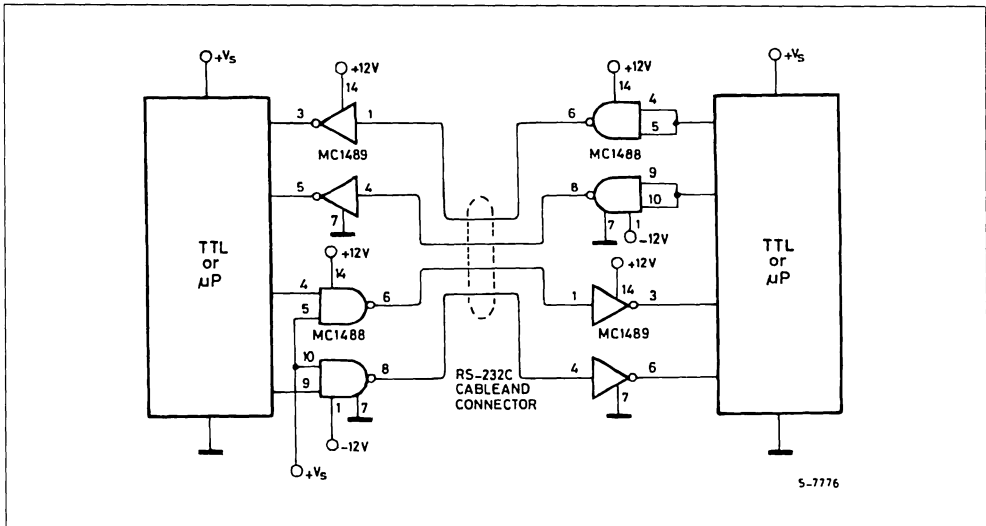 +Vs
+12V
14
3
1
MC1489
5
4
7
TTL
or
µP
+12V
14
4
6
5
MC1488
10
8
9
1
7
-12V
+Vs
RS-232C
CABLEAND
CONNECTOR
+12V
14
6
4
5
MC1488
9
8
10
7
1
-12V
+12V
14
1
3
MC1489
4
6
7
+Vs
TTL
or
µP
S-7776